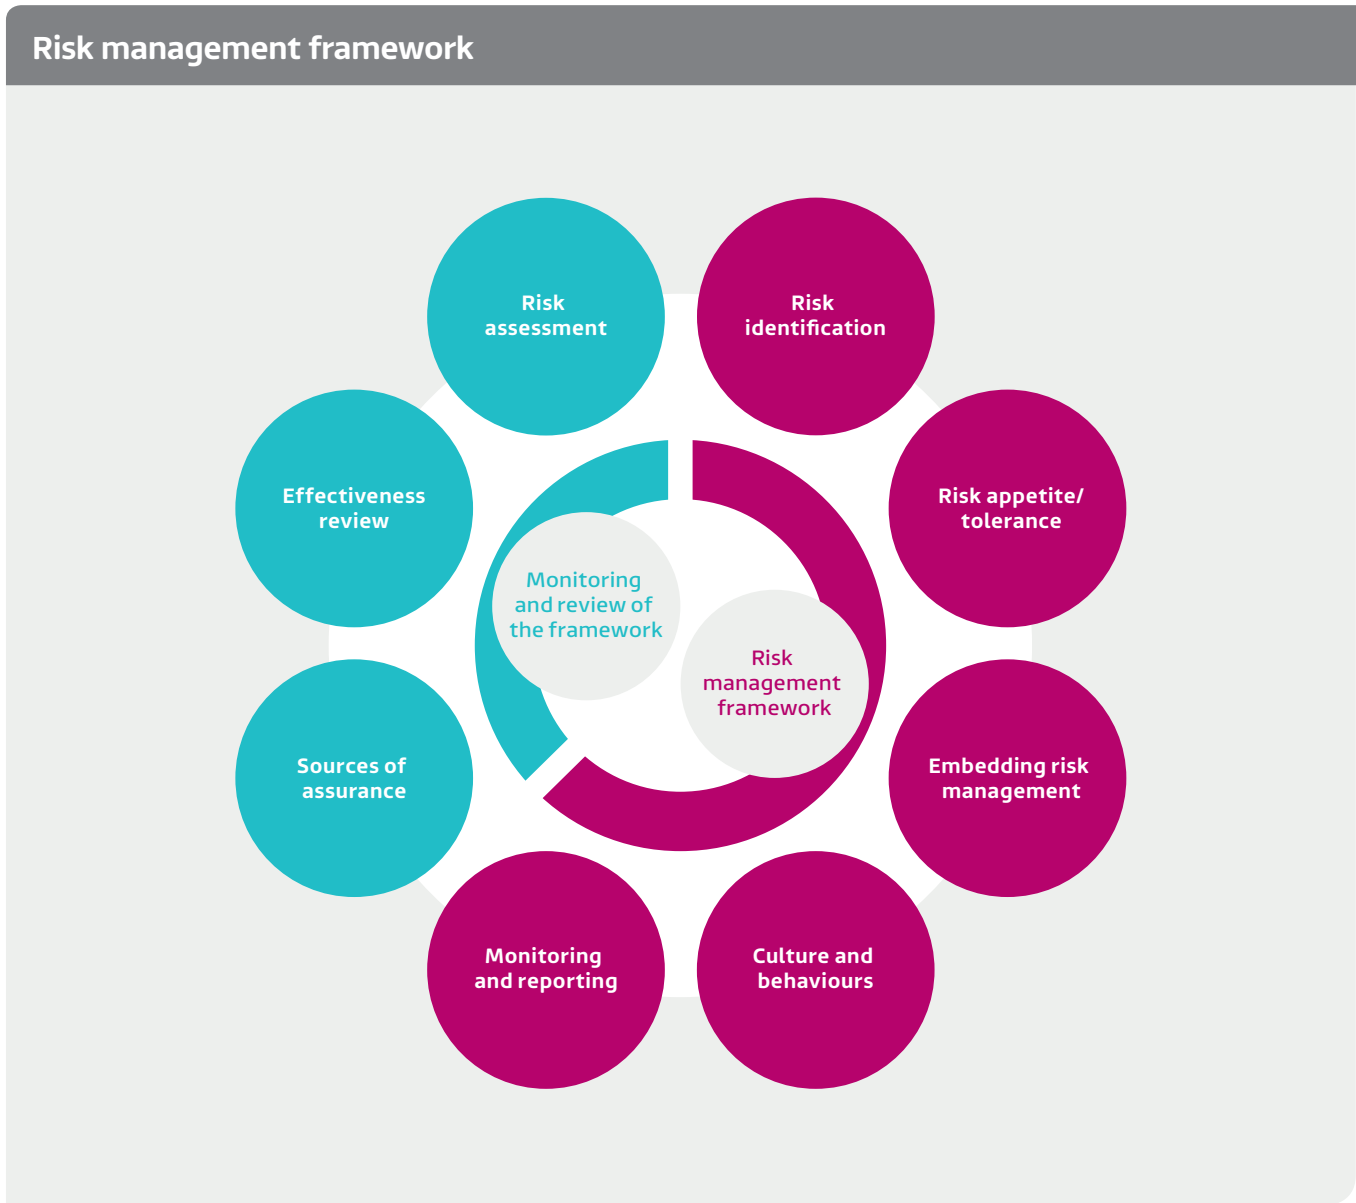 Risk management framework
Risk
assessment
Risk
identification
Effectiveness
review
Risk appetite/
tolerance
Monitoring
and review of
the framework
Risk
management
framework
Sources of
assurance
Embedding risk
management
Monitoring
and reporting
Culture and
behaviours